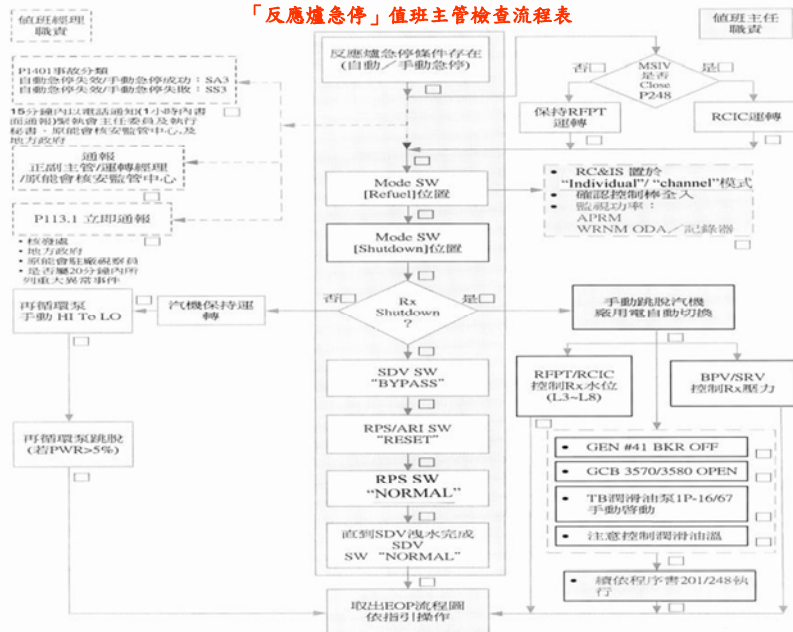 「反應爐急停」值班主管檢查流程表
值班經理
職責
值班主任
職責
P1401事故分類
自動急停失效/手動急停成功：SA3
自動急停失效/手動急停失敗：SS3
15分鐘內以電話通知(1小時內書
面通報)緊執會主任委員及執行
秘書、原能會核安監管中心及
地方政府
通報
正副主管/運轉經理
/原能會核安監管中心
P113.1 立即通報
• 核發處
• 地方政府
• 原能會駐廠視察員
• 是否屬20分鐘內所
列重大異常事件
反應爐急停條件存在
(自動／手動急停)
否
MSIV
是否
Close
P248
是
保持RFPT
運轉
RCIC運轉
Mode SW
[Refuel]位置
• RC&IS 置於
“Individual”/ “channel”模式
• 確認控制棒全入
• 監視功率：
APRM
WRNM ODA／記錄器
Mode SW
[Shutdown]位置
再循環泵
手動 HI To LO
汽機保持運
轉
否
Rx
Shutdown
?
是
手動跳脫汽機
廠用電自動切換
SDV SW
“BYPASS”
RFPT/RCIC
控制Rx水位
(L3~L8)
BPV/SRV
控制Rx壓力
再循環泵跳脫
(若PWR>5%)
RPS/ARI SW
“RESET”
• GEN #41 BKR OFF
• GCB 3570/3580 OPEN
RPS SW
“NORMAL”
• TB潤滑油泵1P-16/67
手動啓動
直到SDV洩水完成
SDV
SW “NORMAL”
• 注意控制潤滑油溫
• 續依程序書201/248執
行
取出EOP流程圖
依指引操作